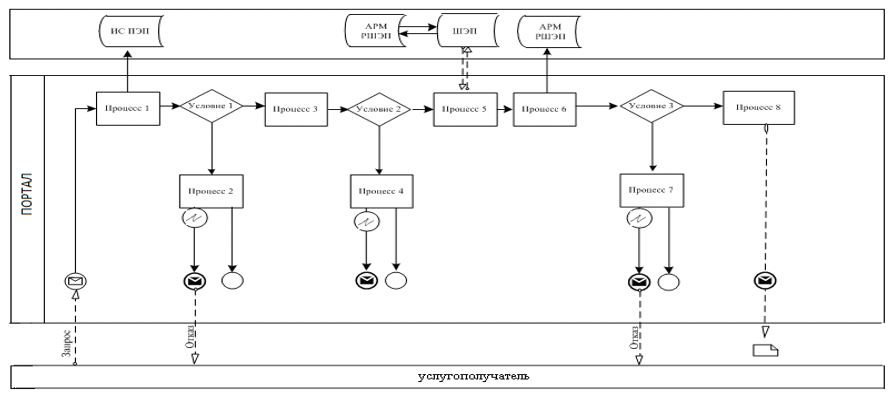 ИС ПЭП
АРМ
РШЭП
ШЭП
АРМ
РШЭП
ПОРТАЛ
Процесс 1
Условие 1
Процесс 3
Условие 2
Процесс 5
Процесс 6
Условие 3
Процесс 8
Процесс 2
Процесс 4
Процесс 7
Запрос
Отказ
Отказ
услугополучатель